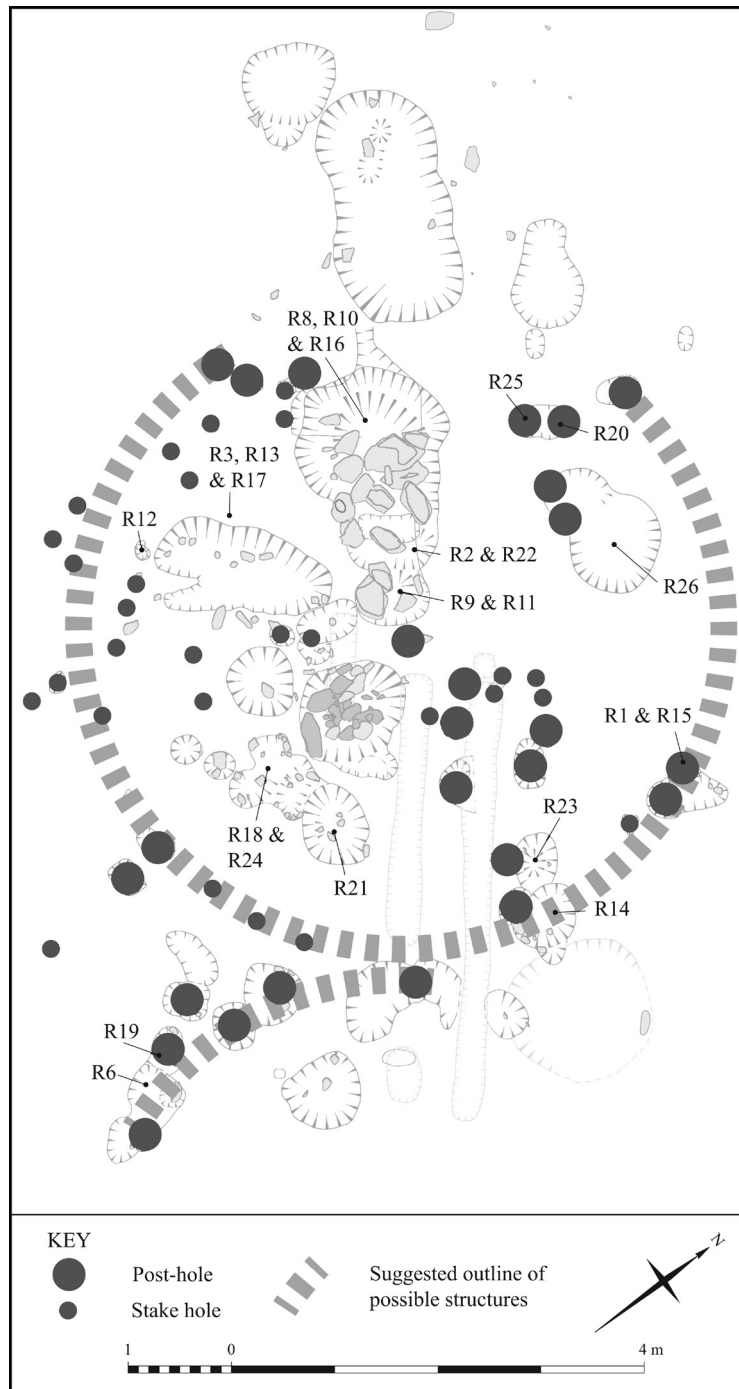 R8, R10
& R16
R25
R20
R3, R13
& R17
R12
R2 & R22
R26
R9 & R11
R1 & R15
R23
R18 &
R24
R21
R14
R19
R6
KEY
Post-hole
Stake hole
Suggested outline of
possible structures
N
1 0 4 m